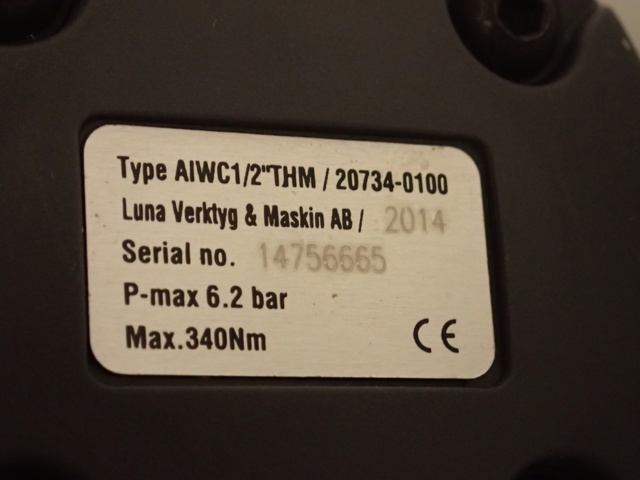 Type AIWC1/2"THM / 20734-0100
Luna Verktyg & Maskin AB / 2014
Serial no. 14756665
P-max 6.2 bar
Max.340Nm CE